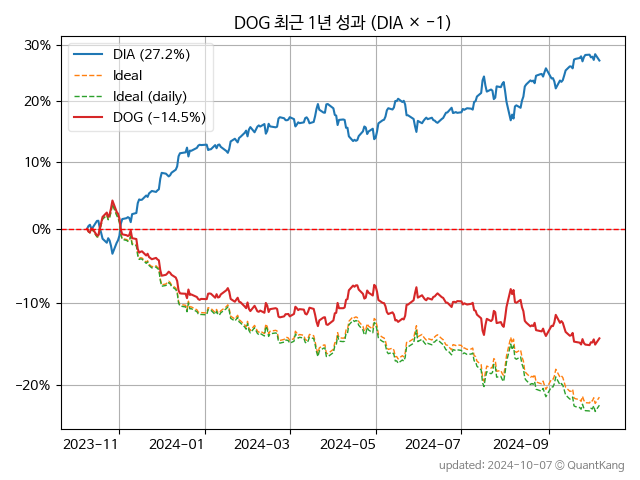 DOG 최근 1년 성과 (DIA × −1)
30%
20%
10%
0%
−10%
−20%
DIA (27.2%)
Ideal
Ideal (daily)
DOG (−14.5%)
2023−11
2024−01
2024−03
2024−05
2024−07
2024−09
updated: 2024-10-07 © QuantKang